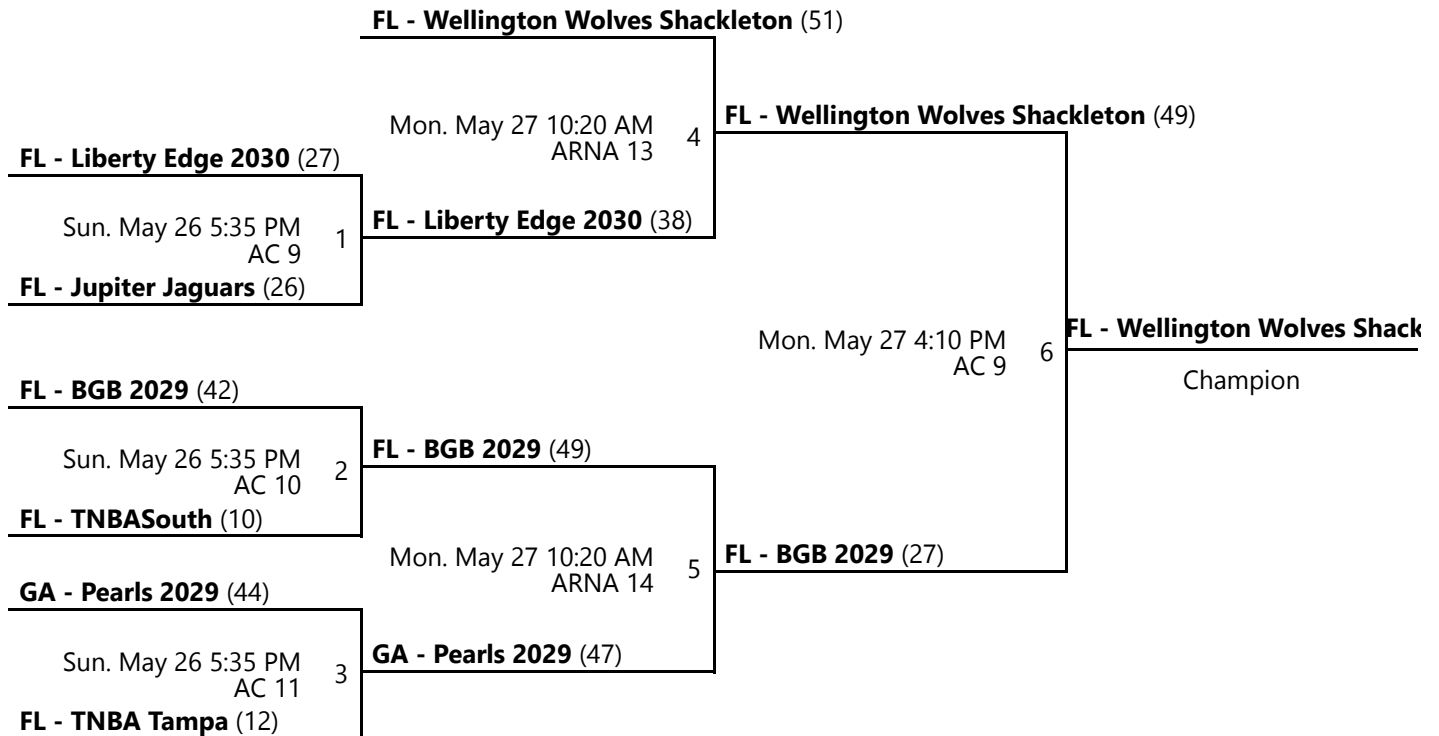 FL - Wellington Wolves Shackleton (51)
Mon. May 27 10:20 AM
ARNA 13
4
FL - Wellington Wolves Shackleton (49)
FL - Liberty Edge 2030 (27)
Sun. May 26 5:35 PM
AC 9
1
FL - Liberty Edge 2030 (38)
FL - Jupiter Jaguars (26)
Mon. May 27 4:10 PM
AC 9
6
FL - Wellington Wolves Shack
Champion
FL - BGB 2029 (42)
Sun. May 26 5:35 PM
AC 10
2
FL - BGB 2029 (49)
FL - TNBASouth (10)
Mon. May 27 10:20 AM
ARNA 14
5
FL - BGB 2029 (27)
GA - Pearls 2029 (44)
Sun. May 26 5:35 PM
AC 11
3
GA - Pearls 2029 (47)
FL - TNBA Tampa (12)